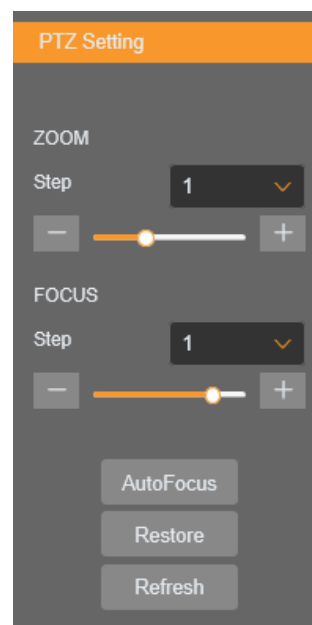 PTZ Setting
ZOOM
Step 1
− +
FOCUS
Step 1
− +
AutoFocus
Restore
Refresh